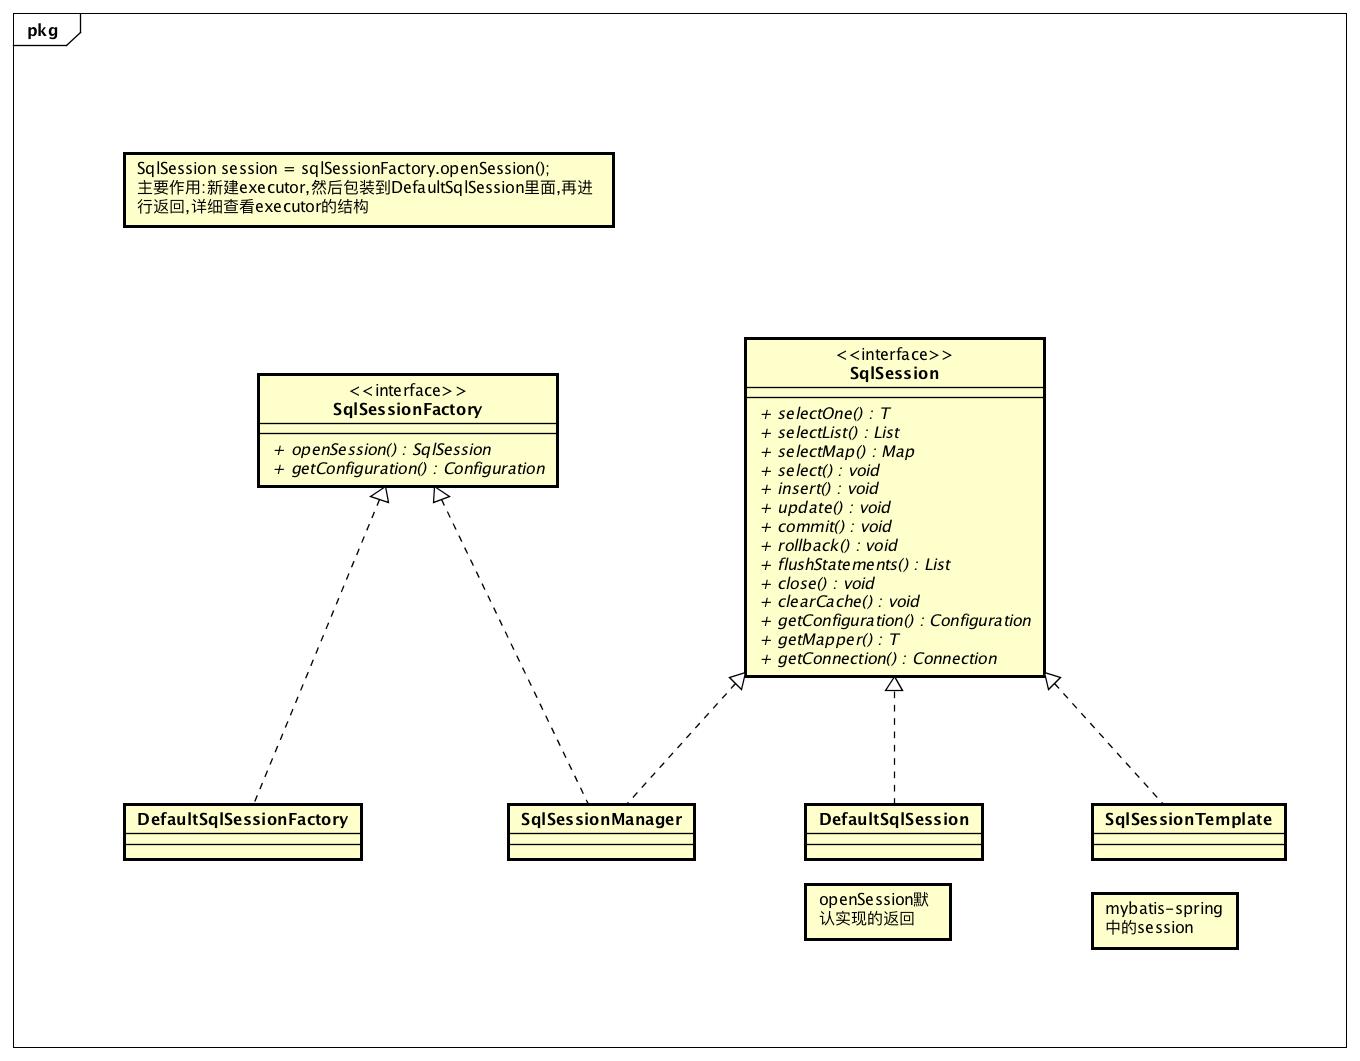 pkg
SqlSession session = sqlSessionFactory.openSession();
主要作用:新建executor,然后包装到DefaultSqlSession里面,再进
行返回,详细查看executor的结构
<<interface>>
SqlSessionFactory
+ openSession() : SqlSession
+ getConfiguration() : Configuration
<<interface>>
SqlSession
+ selectOne() : T
+ selectList() : List
+ selectMap() : Map
+ select() : void
+ insert() : void
+ update() : void
+ commit() : void
+ rollback() : void
+ flushStatements() : List
+ close() : void
+ clearCache() : void
+ getConfiguration() : Configuration
+ getMapper() : T
+ getConnection() : Connection
DefaultSqlSessionFactory
SqlSessionManager
DefaultSqlSession
SqlSessionTemplate
openSession默
认实现的返回
mybatis-spring
中的session